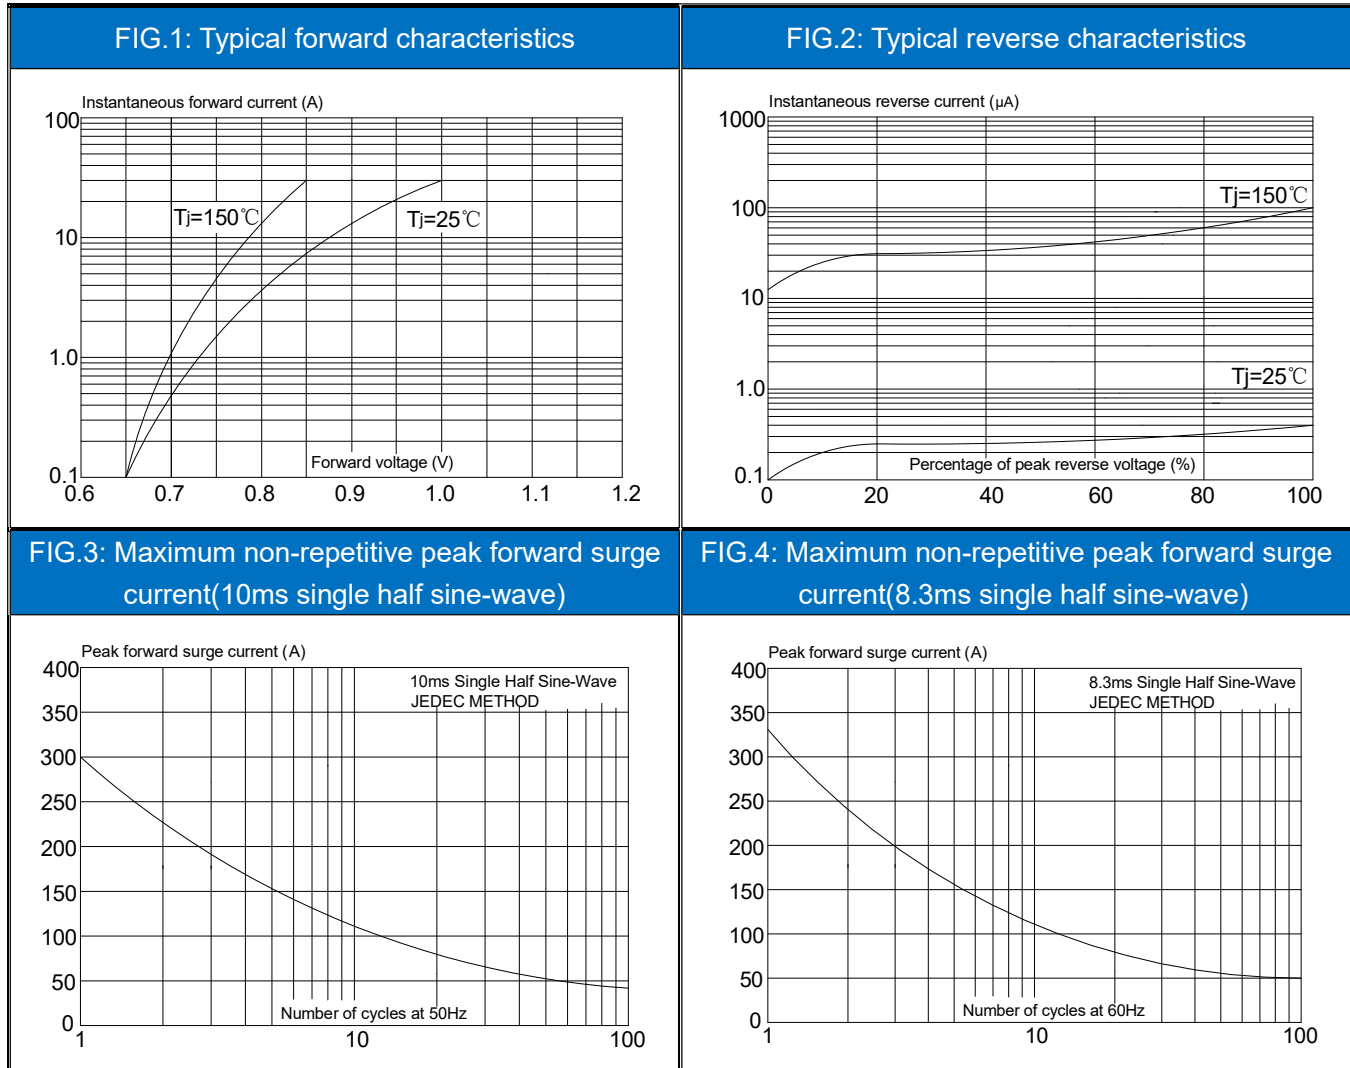 FIG.1: Typical forward characteristics
Instantaneous forward current (A)
100
10
1.0
0.1
Tj=150℃
Tj=25℃
Forward voltage (V)
0.6 0.7 0.8 0.9 1.0 1.1 1.2
FIG.2: Typical reverse characteristics
Instantaneous reverse current (μA)
1000
100
10
1.0
0.1
Tj=150℃
Tj=25℃
Percentage of peak reverse voltage (%)
0 20 40 60 80 100
FIG.3: Maximum non-repetitive peak forward surge
current(10ms single half sine-wave)
Peak forward surge current (A)
400
350
300
250
200
150
100
50
0
10ms Single Half Sine-Wave
JEDEC METHOD
Number of cycles at 50Hz
1 10 100
FIG.4: Maximum non-repetitive peak forward surge
current(8.3ms single half sine-wave)
Peak forward surge current (A)
400
350
300
250
200
150
100
50
0
8.3ms Single Half Sine-Wave
JEDEC METHOD
Number of cycles at 60Hz
1 10 100